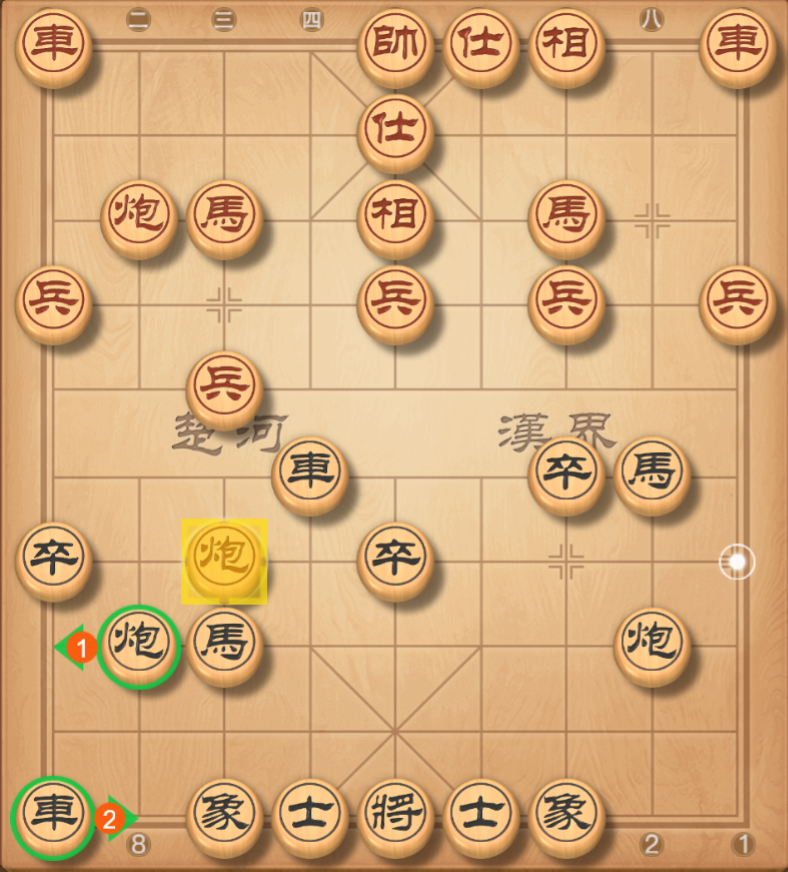 二 三 四 八
車 帥 仕 相 車
仕
炮 馬 相 馬
兵 兵 兵 兵
兵
楚河 漢界
車 卒 馬
卒 炮 卒
1 炮 馬 炮
車 2 象 士 將 士 象
8 2 1